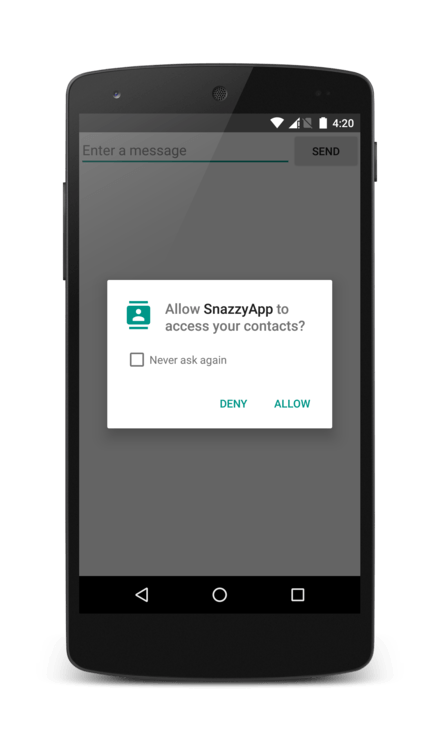 4:20
Enter a message
SEND
Allow SnazzyApp to
access your contacts?
Never ask again
DENY
ALLOW